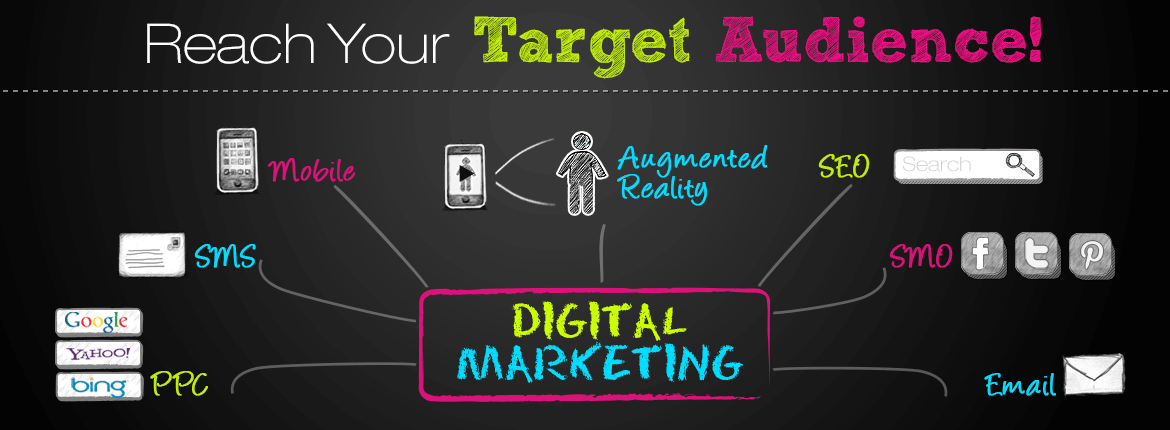 Reach Your Target Audience!
Mobile
Augmented
Reality
SEO
Search
SMS
SMO
f
t
p
DIGITAL
MARKETING
Google
YAHOO!
bing
PPC
Email